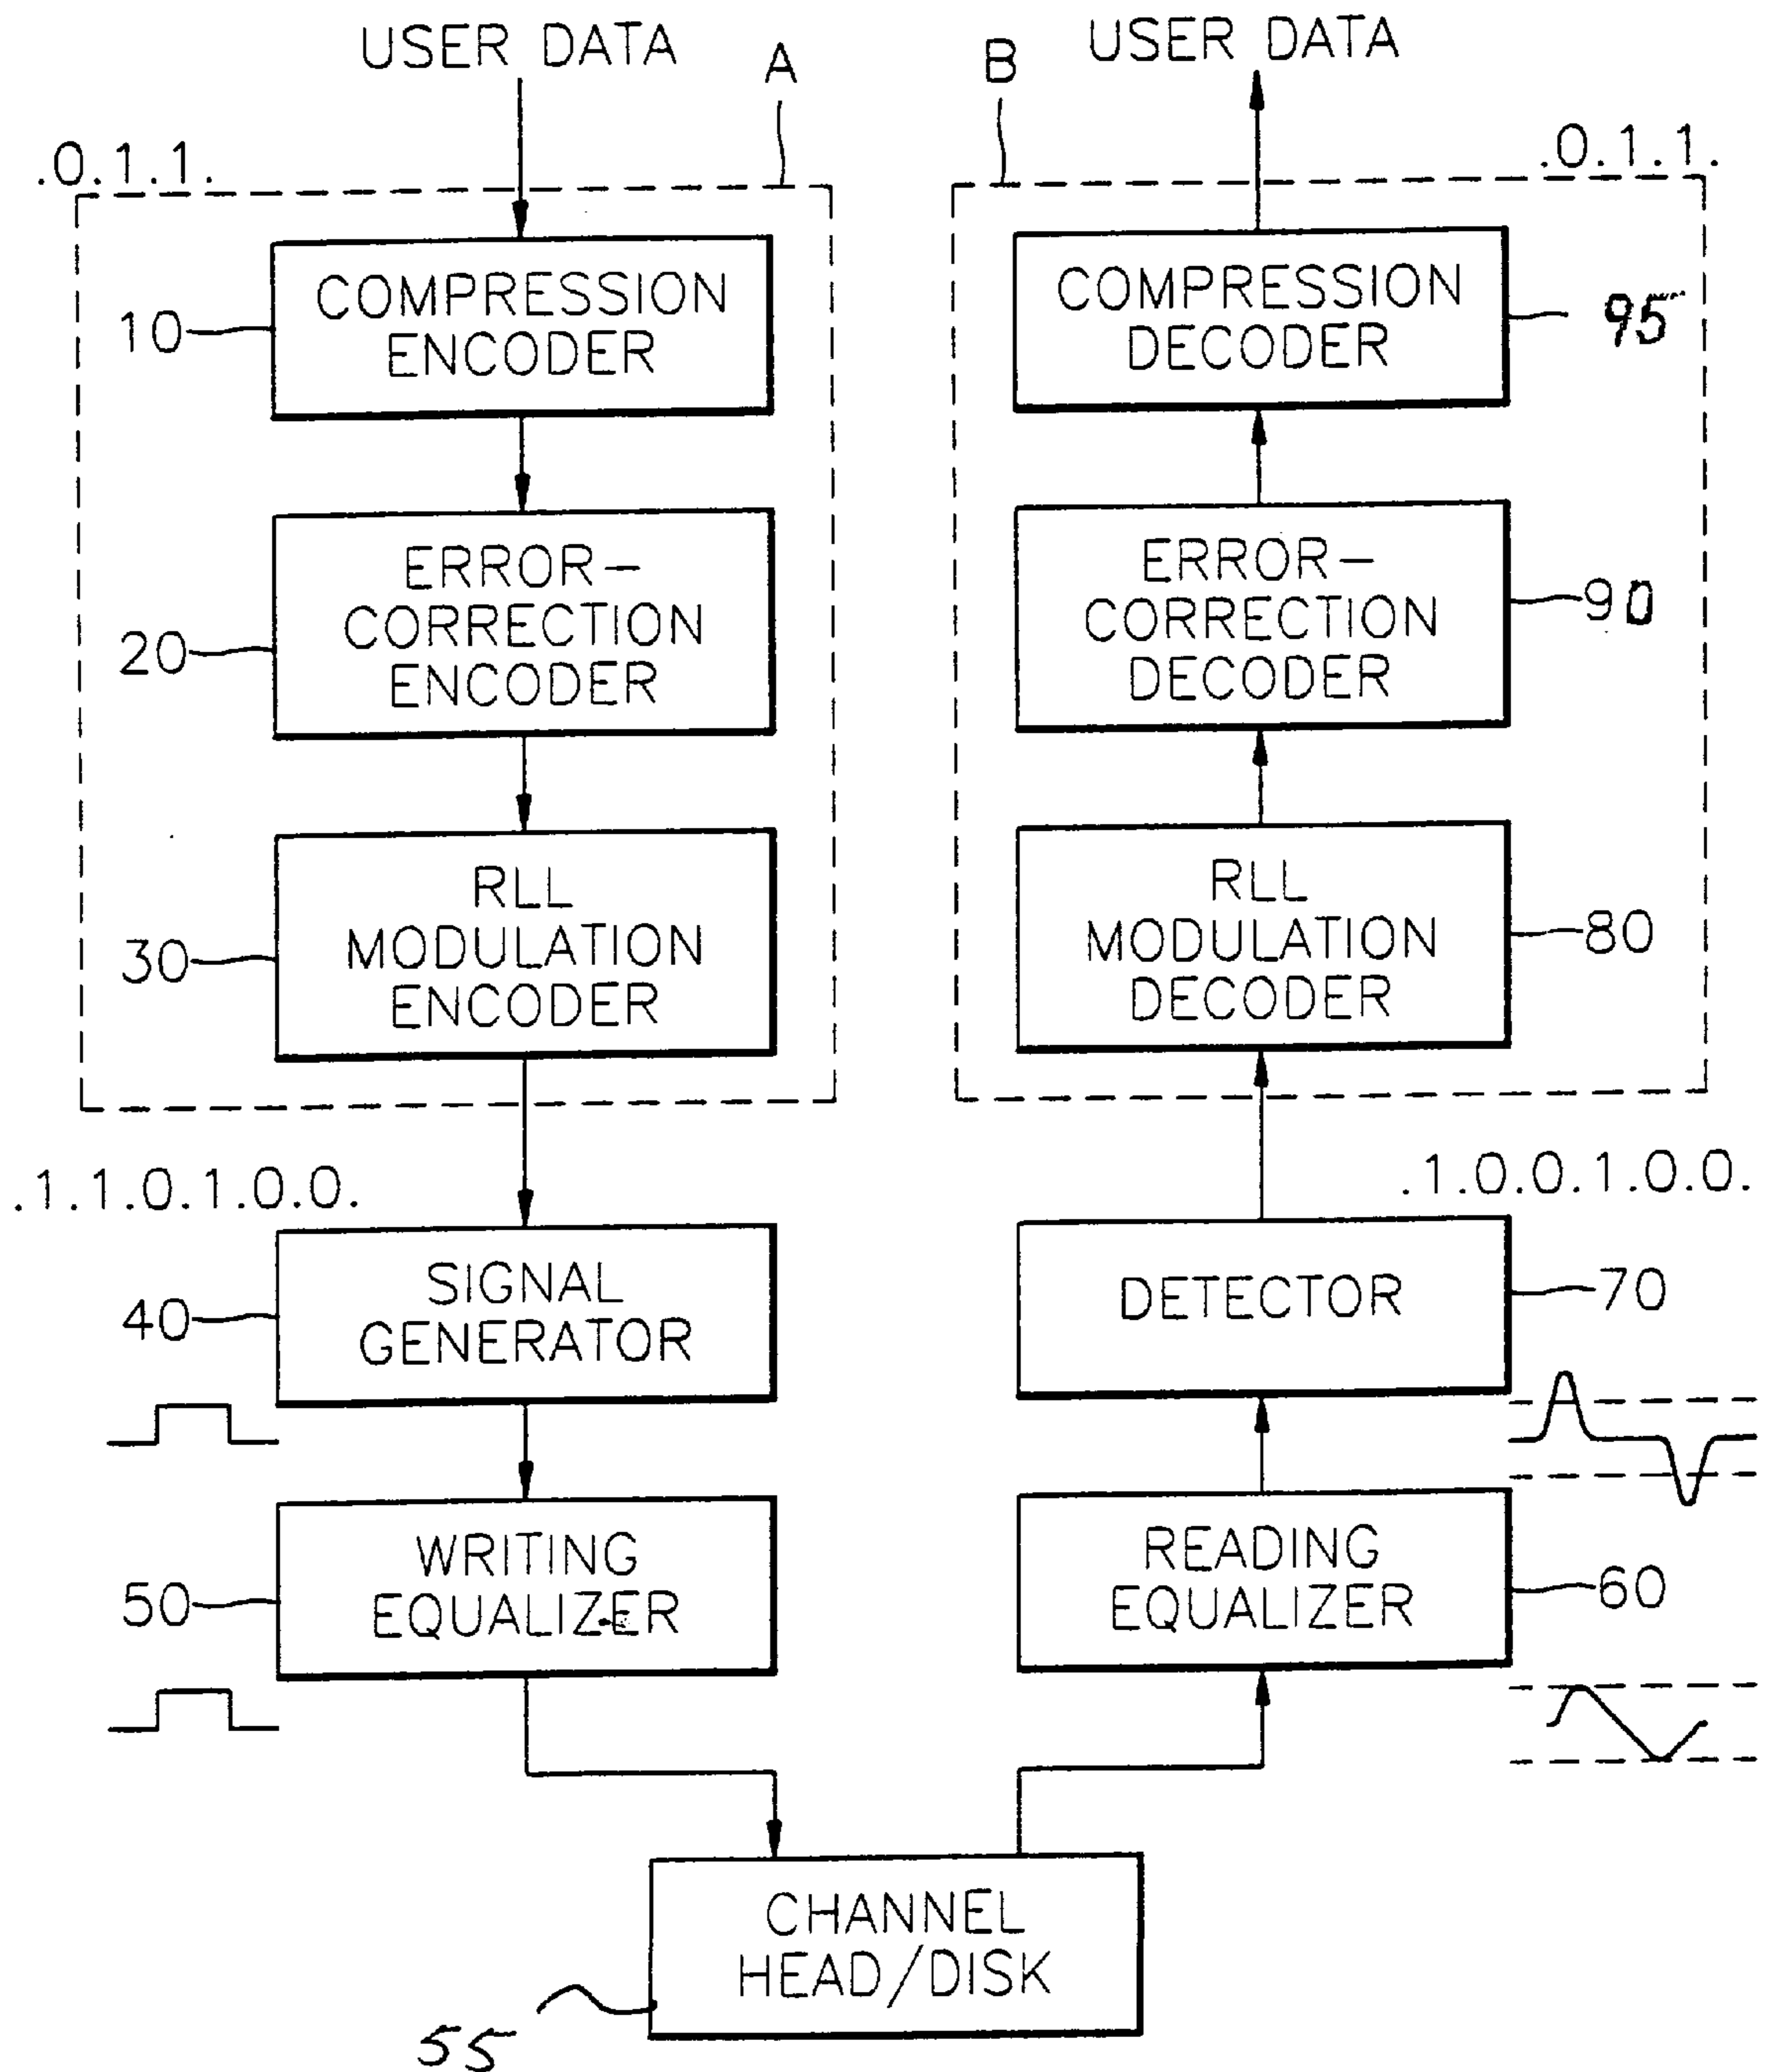 USER DATA
A
.0.1.1.
COMPRESSION
ENCODER
10
ERROR-
CORRECTION
ENCODER
20
RLL
MODULATION
ENCODER
30
.1.1.0.1.0.0.
SIGNAL
GENERATOR
40
WRITING
EQUALIZER
50
CHANNEL
HEAD/DISK
55
USER DATA
B
.0.1.1.
COMPRESSION
DECODER
95
ERROR-
CORRECTION
DECODER
90
RLL
MODULATION
DECODER
80
.1.0.0.1.0.0.
DETECTOR
70
READING
EQUALIZER
60